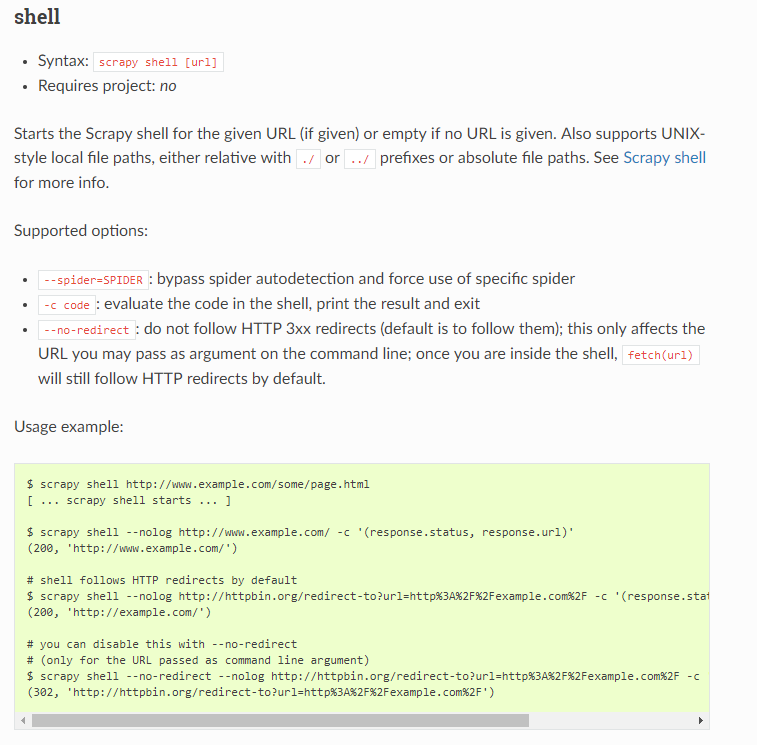 shell
• Syntax: scrapy shell [url]
• Requires project: no
Starts the Scrapy shell for the given URL (if given) or empty if no URL is given. Also supports UNIX-
style local file paths, either relative with ./ or ../ prefixes or absolute file paths. See Scrapy shell
for more info.
Supported options:
• --spider=SPIDER: bypass spider autodetection and force use of specific spider
• -c code: evaluate the code in the shell, print the result and exit
• --no-redirect: do not follow HTTP 3xx redirects (default is to follow them); this only affects the
URL you may pass as argument on the command line; once you are inside the shell, fetch(url)
will still follow HTTP redirects by default.
Usage example:
$ scrapy shell http://www.example.com/some/page.html
[ ... scrapy shell starts ... ]
$ scrapy shell --nolog http://www.example.com/ -c '(response.status, response.url)'
(200, 'http://www.example.com/')
# shell follows HTTP redirects by default
$ scrapy shell --nolog http://httpbin.org/redirect-to?url=http%3A%2F%2Fexample.com%2F -c '(response.stat
(200, 'http://example.com/')
# you can disable this with --no-redirect
# (only for the URL passed as command line argument)
$ scrapy shell --no-redirect --nolog http://httpbin.org/redirect-to?url=http%3A%2F%2Fexample.com%2F -c
(302, 'http://httpbin.org/redirect-to?url=http%3A%2F%2Fexample.com%2F')